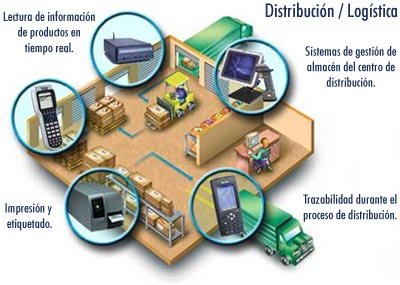 Distribución / Logística
Lectura de información
de productos en
tiempo real.
Sistemas de gestión de
almacén del centro de
distribución.
Impresión y
etiquetado.
Trazabilidad durante el
proceso de distribución.